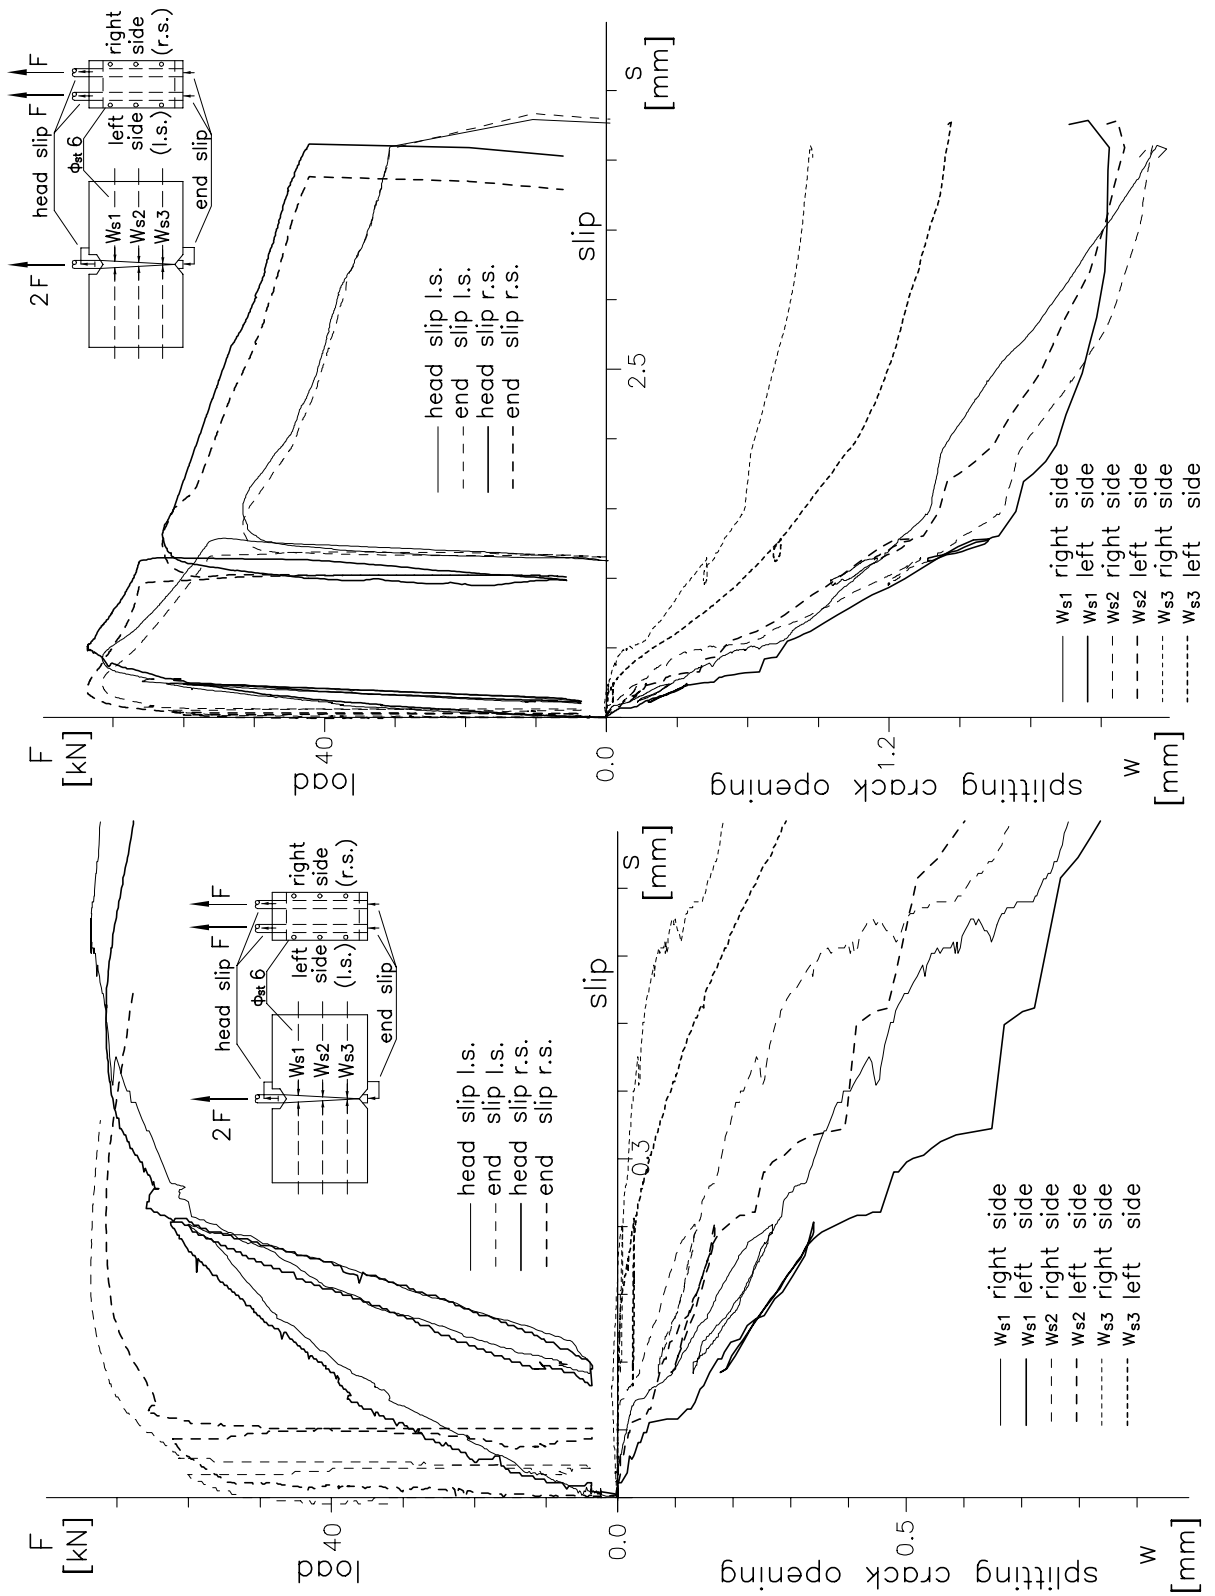 F
[kN]
load
40
0.0
0.5
splitting crack opening
w
[mm]
slip
s
[mm]
0.3
2F
head slip
F
F
Φst 6
Ws1
Ws2
Ws3
left
side
(l.s.)
right
side
(r.s.)
end slip
head slip l.s.
end slip l.s.
head slip r.s.
end slip r.s.
Ws1 right side
Ws1 left side
Ws2 right side
Ws2 left side
Ws3 right side
Ws3 left side
F
[kN]
load
40
0.0
1.2
splitting crack opening
w
[mm]
slip
s
[mm]
2.5
2F
head slip
F
F
Φst 6
Ws1
Ws2
Ws3
left
side
(l.s.)
right
side
(r.s.)
end slip
head slip l.s.
end slip l.s.
head slip r.s.
end slip r.s.
Ws1 right side
Ws1 left side
Ws2 right side
Ws2 left side
Ws3 right side
Ws3 left side